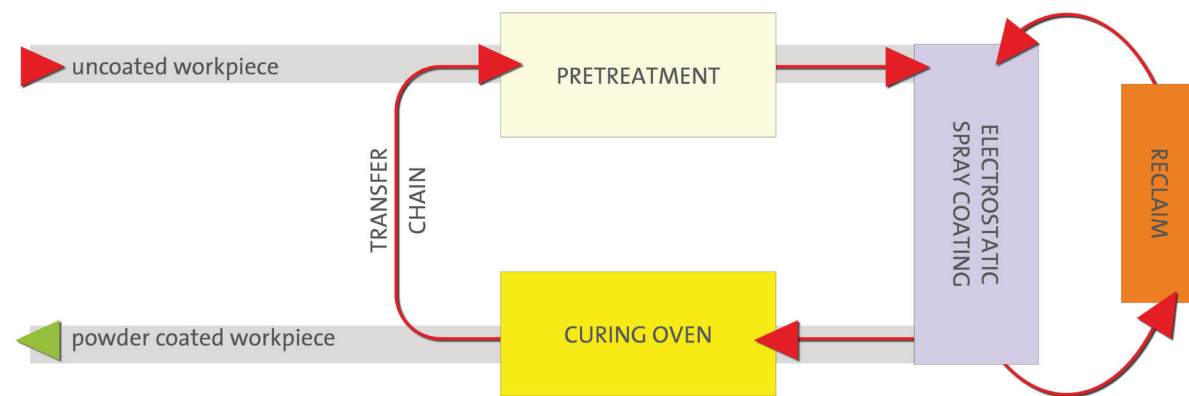 uncoated workpiece
PRETREATMENT
TRANSFER
CHAIN
ELECTROSTATIC
SPRAY COATING
RECLAIM
powder coated workpiece
CURING OVEN